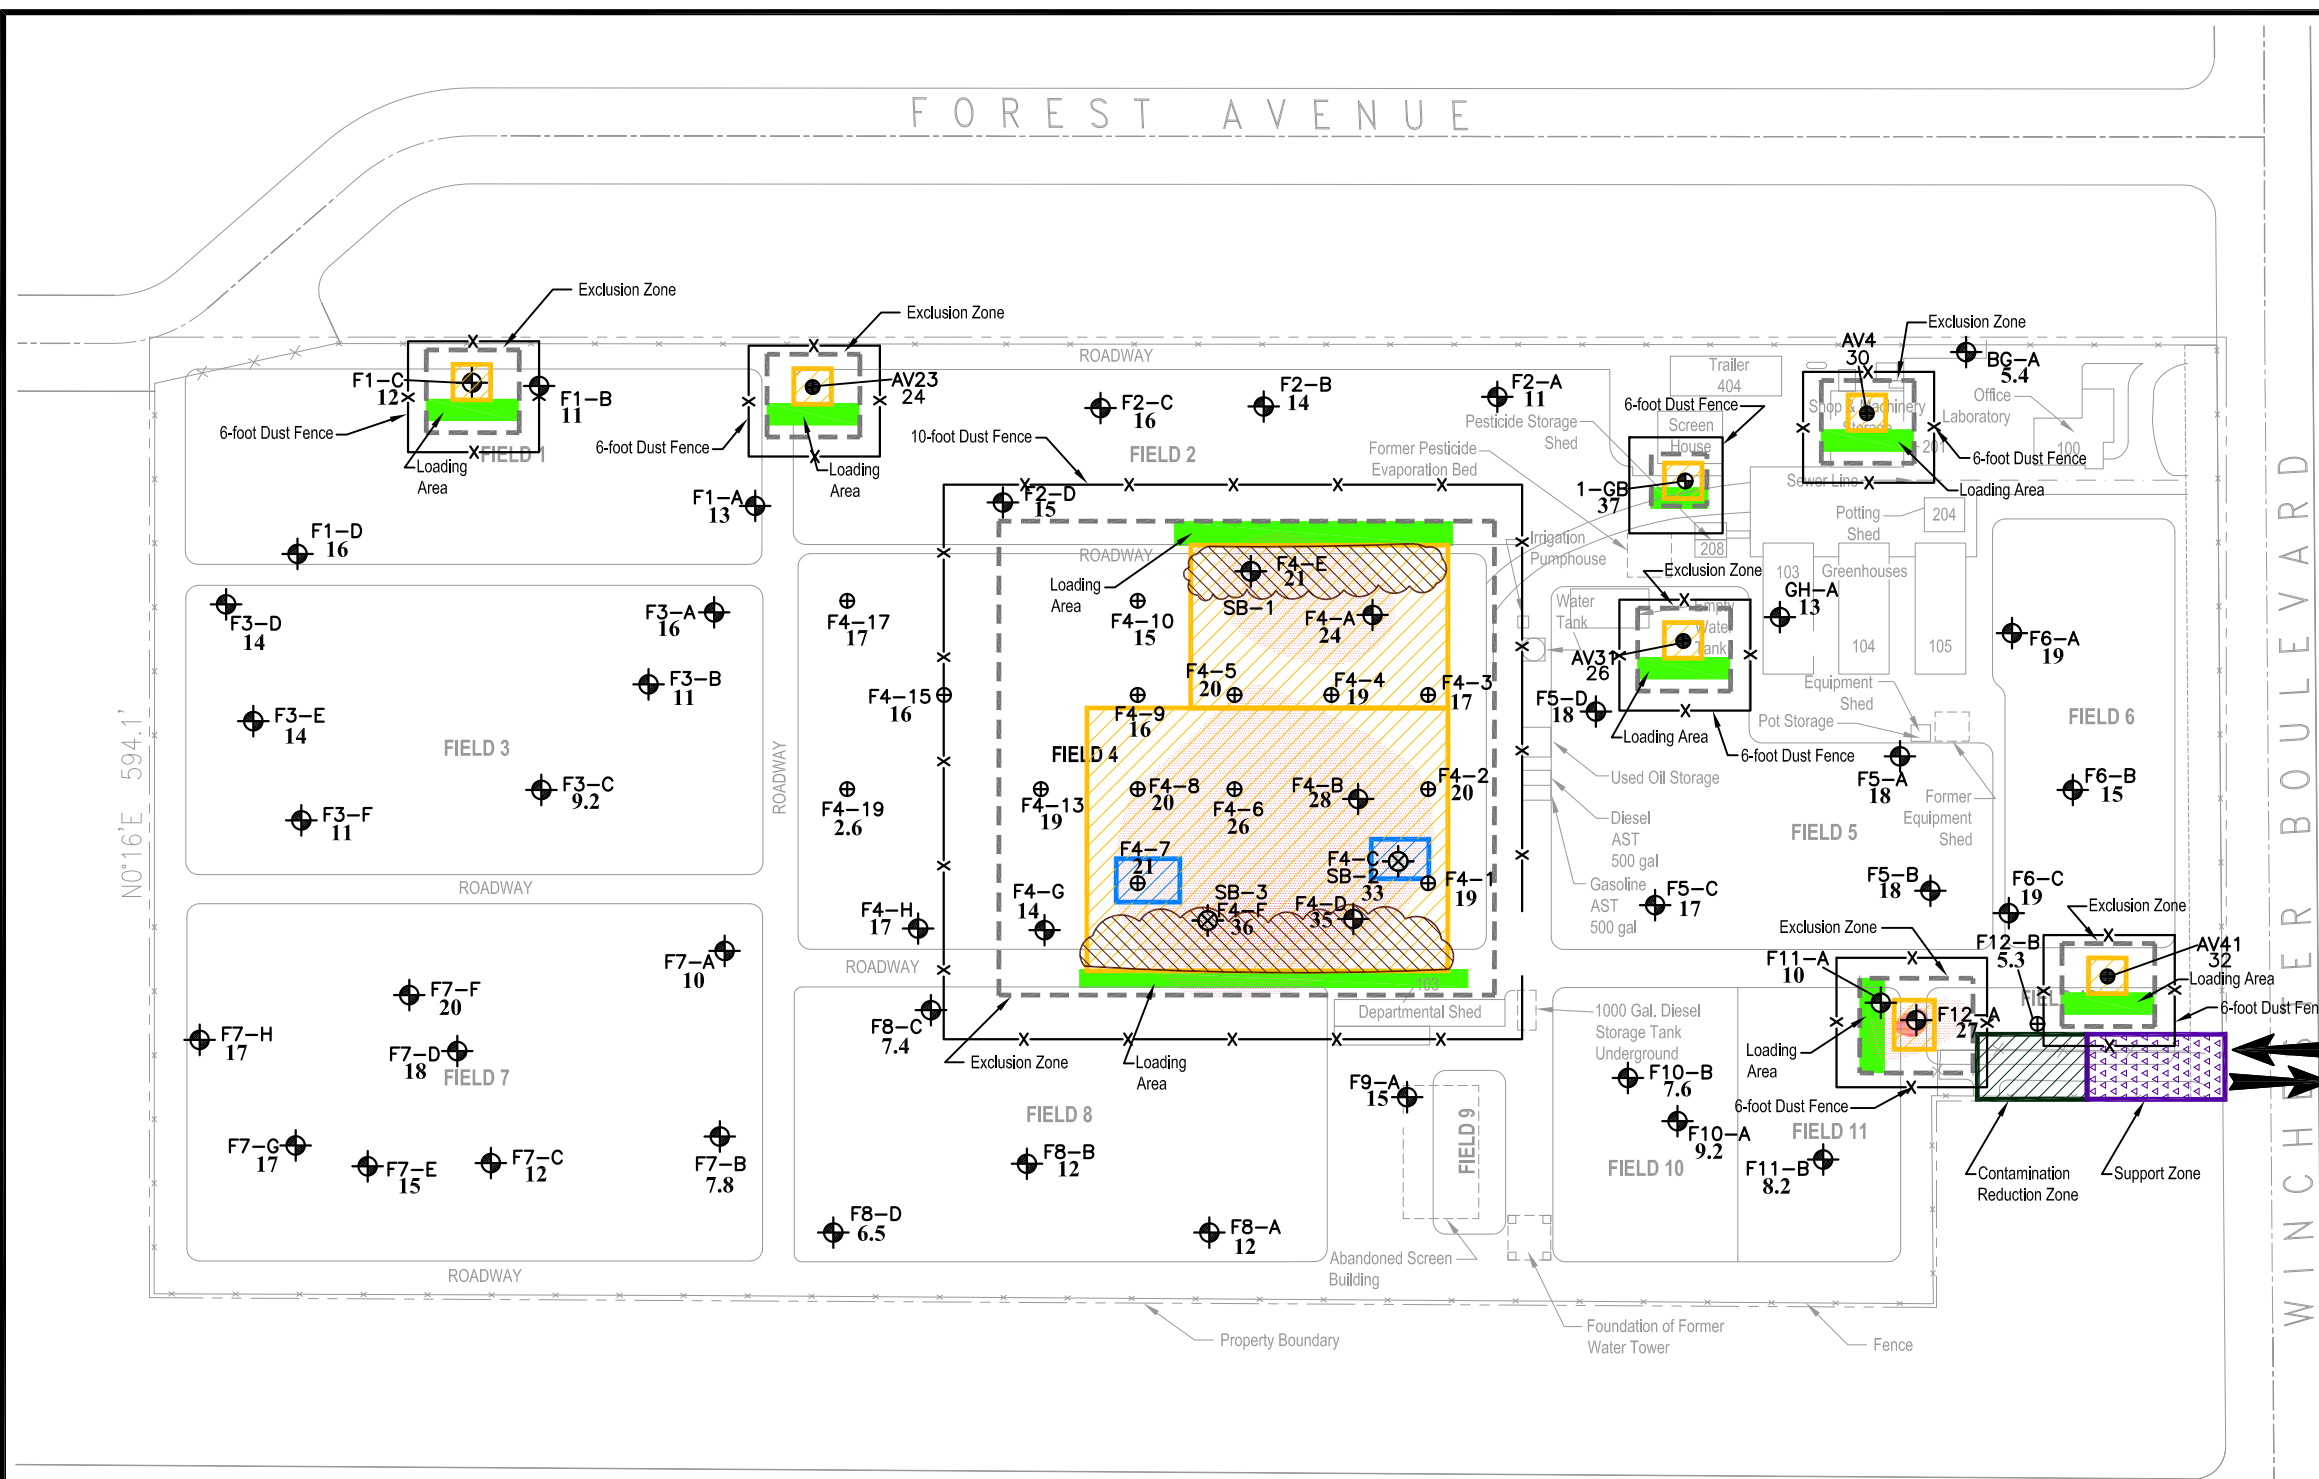 FOREST AVENUE
WINCHESTER BOULEVARD
N0°16'E 594.1'
Exclusion Zone
F1-C
12
F1-B
11
6-foot Dust Fence
Loading
Area
FIELD 1
Exclusion Zone
AV23
24
6-foot Dust Fence
Loading
Area
F1-A
13
F1-D
16
ROADWAY
F2-C
16
F2-B
14
F2-A
11
FIELD 2
10-foot Dust Fence
F2-D
15
Trailer
404
6-foot Dust Fence
Screen
House
Pesticide Storage
Shed
Former Pesticide
Evaporation Bed
1-GB
37
208
AV4
30
Exclusion Zone
BG-A
5.4
Office
Laboratory
100
Shop & Machinery
Storage
201
6-foot Dust Fence
Loading Area
Sewer Line
Potting
Shed
204
Irrigation
Pumphouse
Exclusion Zone
103
Greenhouses
104
105
GH-A
13
Water
Tank
Empty
Water
Tank
AV31
26
Loading Area
6-foot Dust Fence
Equipment
Shed
Pot Storage
F6-A
19
FIELD 6
F6-B
15
F6-C
19
F3-D
14
F3-A
16
F3-B
11
F3-E
14
FIELD 3
F3-C
9.2
F3-F
11
ROADWAY
ROADWAY
ROADWAY
Loading
Area
F4-E
21
SB-1
F4-A
24
F4-17
17
F4-10
15
F4-15
16
F4-5
20
F4-4
19
F4-3
17
F4-9
16
FIELD 4
F4-19
2.6
F4-13
19
F4-8
20
F4-6
26
F4-B
28
F4-2
20
F4-7
21
F4-C
SB-2
33
F4-1
19
F4-H
17
F4-G
14
SB-3
F4-F
36
F4-D
35
ROADWAY
F5-D
18
Used Oil Storage
Diesel
AST
500 gal
Gasoline
AST
500 gal
F5-A
18
Former
Equipment
Shed
FIELD 5
F5-C
17
F5-B
18
Exclusion Zone
F11-A
10
F12-B
5.3
F12-A
27
Exclusion Zone
AV41
32
Loading Area
Loading
Area
6-foot Dust Fence
FIELD 11
Contamination
Reduction Zone
Support Zone
F7-A
10
F7-F
20
F7-H
17
F7-D
18
FIELD 7
F7-G
17
F7-E
15
F7-C
12
F7-B
7.8
ROADWAY
F8-C
7.4
Exclusion Zone
Loading
Area
103
Departmental Shed
1000 Gal. Diesel
Storage Tank
Underground
FIELD 8
F8-B
12
F8-D
6.5
F8-A
12
F9-A
15
FIELD 9
Abandoned Screen
Building
F10-B
7.6
F10-A
9.2
FIELD 10
F11-B
8.2
Property Boundary
Foundation of Former
Water Tower
Fence